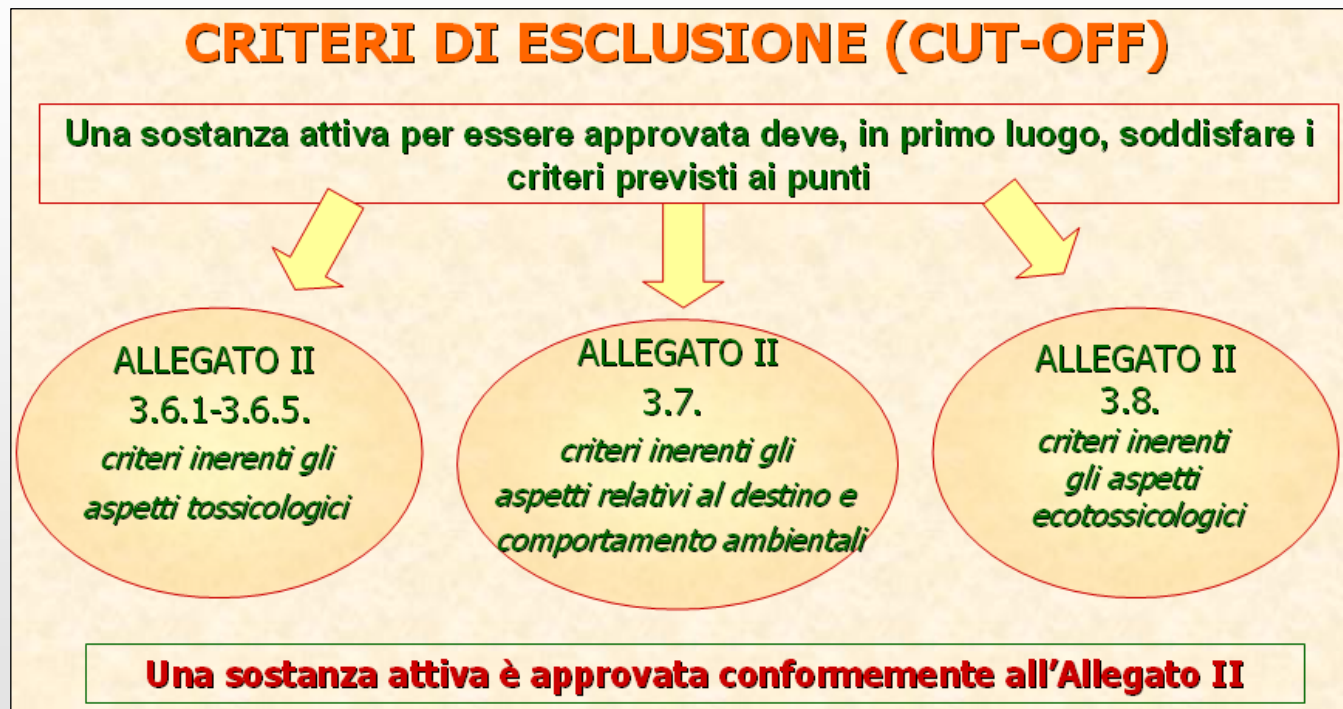 CRITERI DI ESCLUSIONE (CUT-OFF)
Una sostanza attiva per essere approvata deve, in primo luogo, soddisfare i
criteri previsti ai punti
ALLEGATO II
3.6.1-3.6.5.
criteri inerenti gli
aspetti tossicologici
ALLEGATO II
3.7.
criteri inerenti gli
aspetti relativi al destino e
comportamento ambientali
ALLEGATO II
3.8.
criteri inerenti
gli aspetti
ecotossicologici
Una sostanza attiva è approvata conformemente all'Allegato II